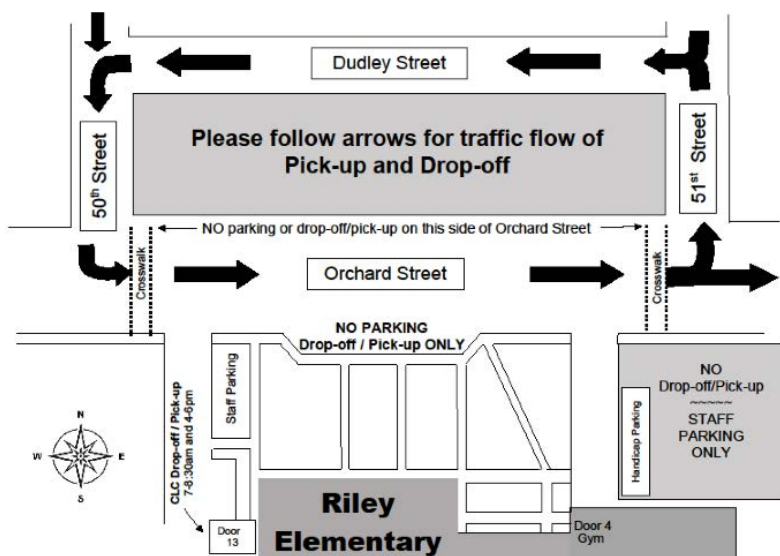 Dudley Street
Please follow arrows for traffic flow of
Pick-up and Drop-off
50th Street
51st Street
NO parking or drop-off/pick-up on this side of Orchard Street
Crosswalk
Orchard Street
Crosswalk
NO PARKING
Drop-off / Pick-up ONLY
Staff Parking
CLC Drop-off / Pick-up
7-8:30am and 4-6pm
NO
Drop-off/Pick-up
~~~~~
STAFF
PARKING
ONLY
Handicap Parking
N
W
E
S
Riley
Elementary
Door
13
Door 4
Gym